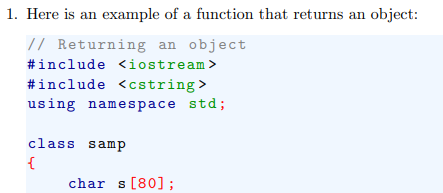 1. Here is an example of a function that returns an object:
// Returning an object
#include <iostream>
#include <cstring>
using namespace std;
class samp
{
char s[80];